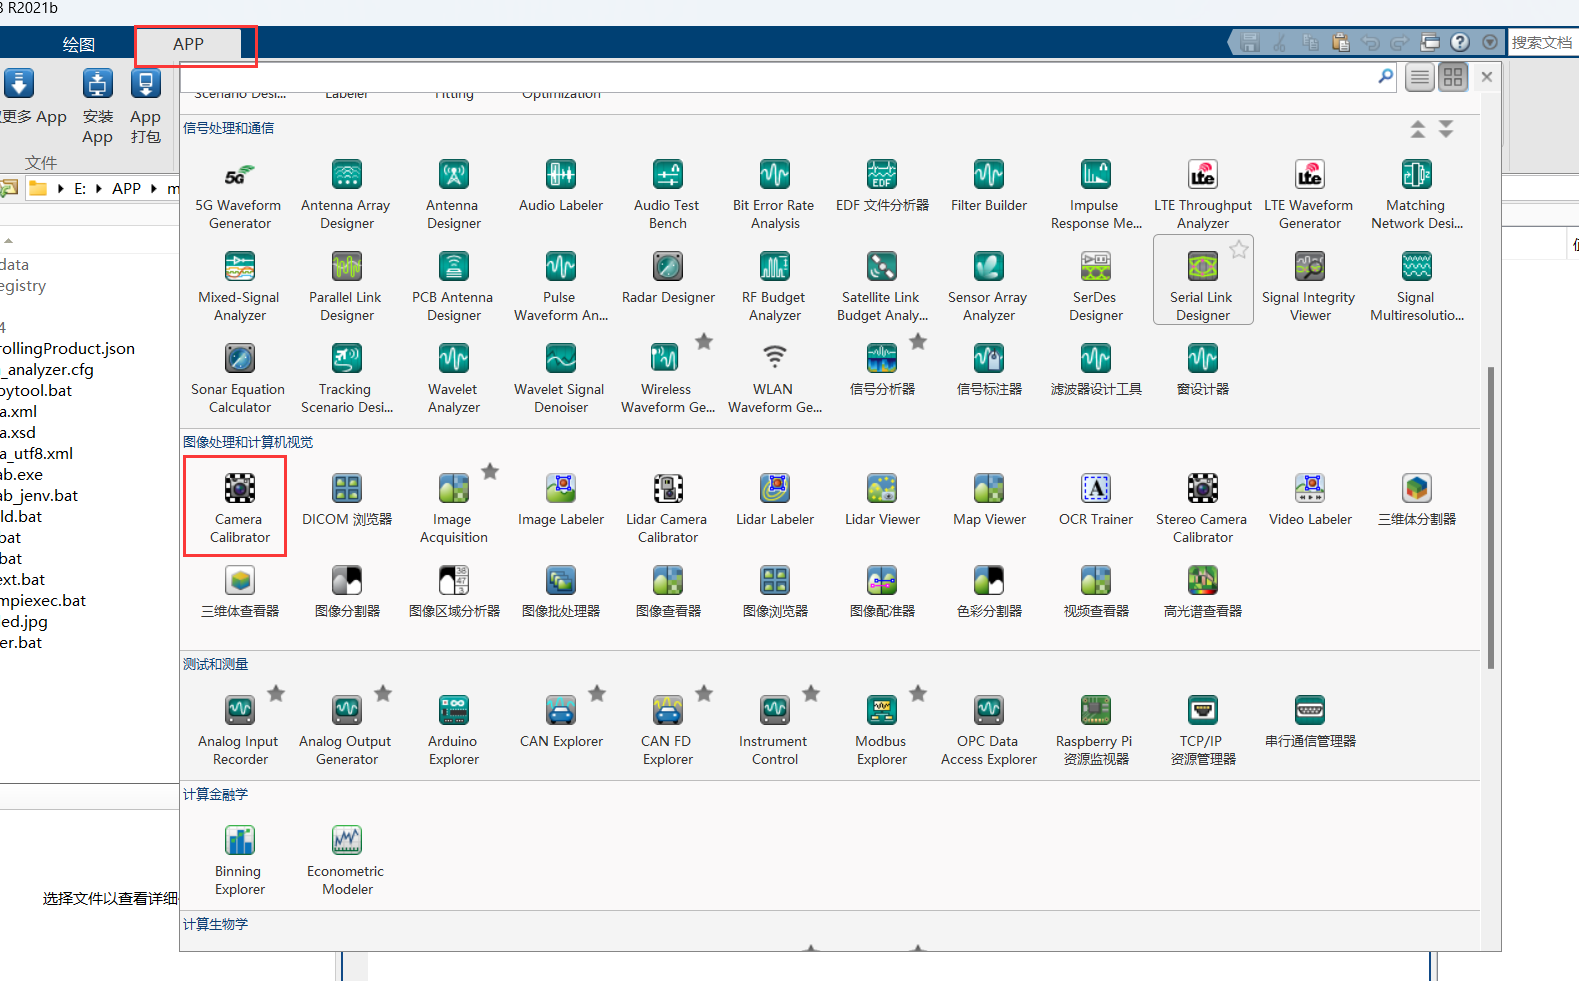 R2021b
绘图
APP
搜索文档
更多 App
安装
App
App
打包
文件
E:
APP
信号处理和通信
5G Waveform
Generator
Antenna Array
Designer
Antenna
Designer
Audio Labeler
Audio Test
Bench
Bit Error Rate
Analysis
EDF 文件分析器
Filter Builder
Impulse
Response Me...
LTE Throughput
Analyzer
LTE Waveform
Generator
Matching
Network Desi...
Mixed-Signal
Analyzer
Parallel Link
Designer
PCB Antenna
Designer
Pulse
Waveform An...
Radar Designer
RF Budget
Analyzer
Satellite Link
Budget Analy...
Sensor Array
Analyzer
SerDes
Designer
Serial Link
Designer
Signal Integrity
Viewer
Signal
Multiresolutio...
Sonar Equation
Calculator
Tracking
Scenario Desi...
Wavelet
Analyzer
Wavelet Signal
Denoiser
Wireless
Waveform Ge...
WLAN
Waveform Ge...
信号分析器
信号标注器
滤波器设计工具
窗设计器
图像处理和计算机视觉
Camera
Calibrator
DICOM 浏览器
Image
Acquisition
Image Labeler
Lidar Camera
Calibrator
Lidar Labeler
Lidar Viewer
Map Viewer
OCR Trainer
Stereo Camera
Calibrator
Video Labeler
三维体分割器
三维体查看器
图像分割器
图像区域分析器
图像批处理器
图像查看器
图像浏览器
图像配准器
色彩分割器
视频查看器
高光谱查看器
测试和测量
Analog Input
Recorder
Analog Output
Generator
Arduino
Explorer
CAN Explorer
CAN FD
Explorer
Instrument
Control
Modbus
Explorer
OPC Data
Access Explorer
Raspberry Pi
资源监视器
TCP/IP
资源管理器
串行通信管理器
计算金融学
Binning
Explorer
Econometric
Modeler
计算生物学
data
egistry
4
rollingProduct.json
_analyzer.cfg
oytool.bat
a.xml
a.xsd
a_utf8.xml
ab.exe
ab_jenv.bat
ld.bat
bat
bat
ext.bat
mpiexec.bat
ed.jpg
er.bat
选择文件以查看详细